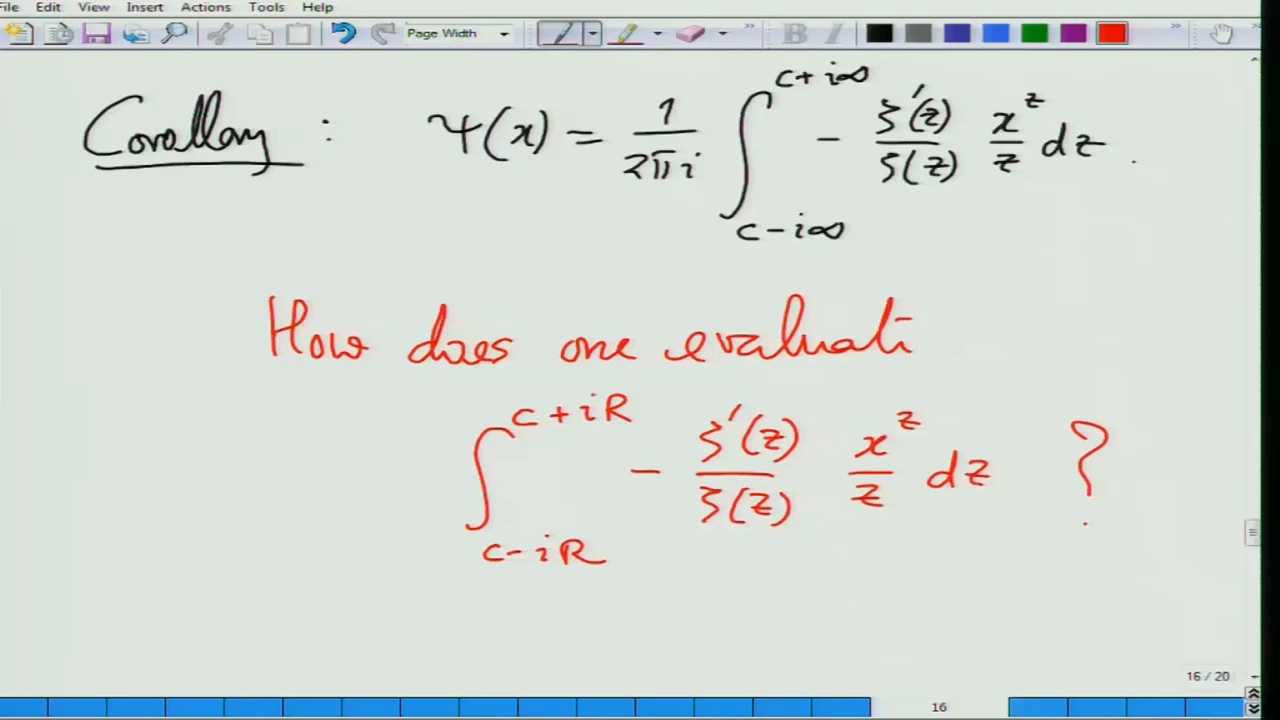 File Edit View Insert Actions Tools Help
Page Width
Corollary : Ψ(x) = 1/2πi ∫_{c-i∞}^{c+i∞} - ζ'(z)/ζ(z) x^z/z dz .
How does one evaluati
∫_{c-iR}^{c+iR} - ζ'(z)/ζ(z) x^z/z dz ?
16 / 20
16